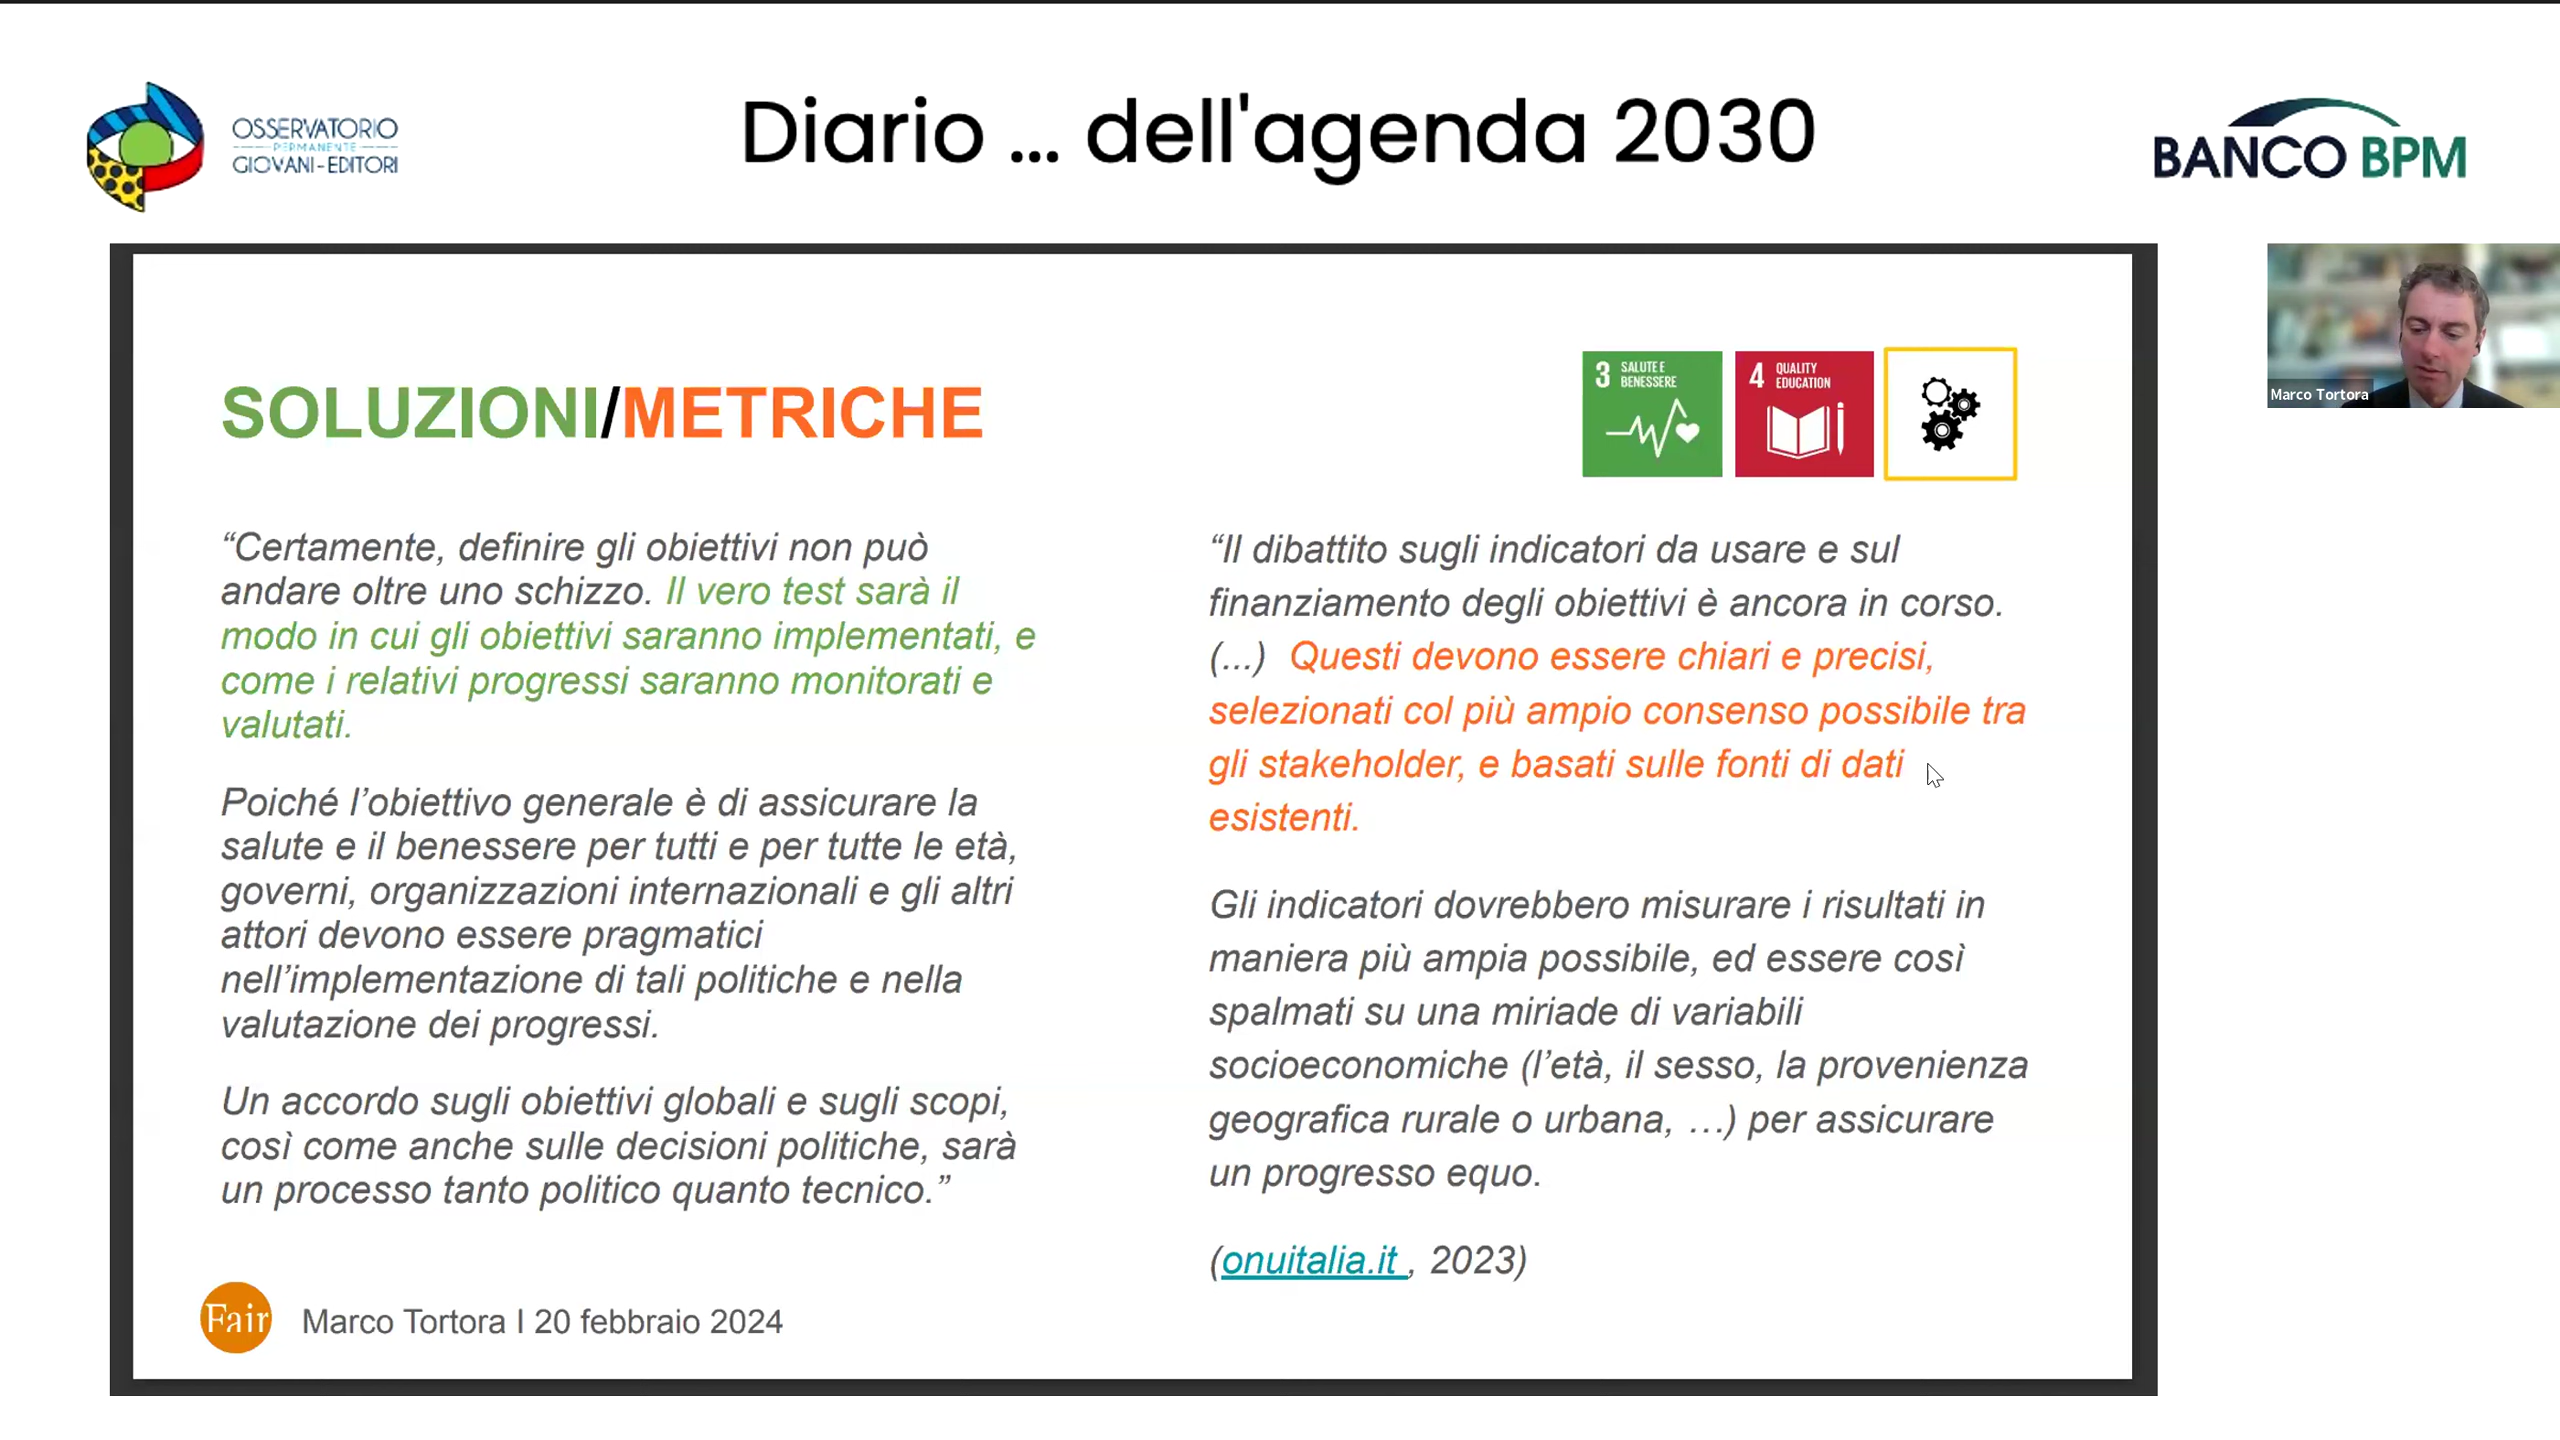 OSSERVATORIO
PERMANENTE
GIOVANI-EDITORI
Diario ... dell'agenda 2030
BANCO BPM
Marco Tortora
SOLUZIONI/METRICHE
3 SALUTE E
BENESSERE
4 QUALITY
EDUCATION
“Certamente, definire gli obiettivi non può
andare oltre uno schizzo. Il vero test sarà il
modo in cui gli obiettivi saranno implementati, e
come i relativi progressi saranno monitorati e
valutati.
Poiché l’obiettivo generale è di assicurare la
salute e il benessere per tutti e per tutte le età,
governi, organizzazioni internazionali e gli altri
attori devono essere pragmatici
nell’implementazione di tali politiche e nella
valutazione dei progressi.
Un accordo sugli obiettivi globali e sugli scopi,
così come anche sulle decisioni politiche, sarà
un processo tanto politico quanto tecnico.”
“Il dibattito sugli indicatori da usare e sul
finanziamento degli obiettivi è ancora in corso.
(...) Questi devono essere chiari e precisi,
selezionati col più ampio consenso possibile tra
gli stakeholder, e basati sulle fonti di dati
esistenti.
Gli indicatori dovrebbero misurare i risultati in
maniera più ampia possibile, ed essere così
spalmati su una miriade di variabili
socioeconomiche (l’età, il sesso, la provenienza
geografica rurale o urbana, …) per assicurare
un progresso equo.
(onuitalia.it , 2023)
Fair
Marco Tortora I 20 febbraio 2024